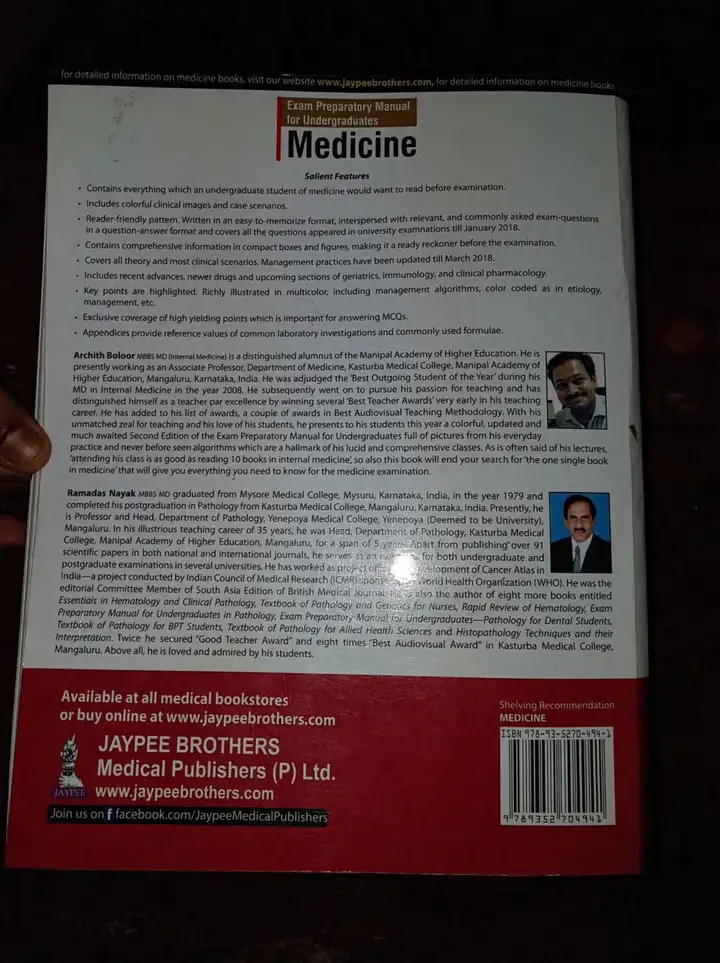 for detailed information on medicine books, visit our website www.jaypeebrothers.com, for detailed information on medicine books
Exam Preparatory Manual
for Undergraduates
Medicine
Salient Features
• Contains everything which an undergraduate student of medicine would want to read before examination.
• Includes colorful clinical images and case scenarios.
• Reader-friendly pattern. Written in an easy-to-memorize format, interspersed with relevant, and commonly asked exam-questions
in a question-answer format and covers all the questions appeared in university examnations till January 2018.
• Contains comprehensive information in compact boxes and figures, making it a ready reckoner before the examination.
• Covers all theory and most clinical scenarios. Management practices have been updated till March 2018.
• Includes recent advances, newer drugs and upcoming sections of geriatrics, immunology, and clinical pharmacology.
• Key points are highlighted. Richly illustrated in multicolor, including management algorithms, color coded as in etiology,
management, etc.
• Exclusive coverage of high yielding points which is important for answering MCQs.
• Appendices provide reference values of common laboratory investigations and commonly used formulae.
Archith Boloor MBBS MD (Internal Medicine) is a distinguished alumnus of the Manipal Academy of Higher Education. He is
presently working as an Associate Professor, Department of Medicine, Kasturba Medical College, Manipal Academy of
Higher Education, Mangaluru, Karnataka, India. He was adjudged the 'Best Outgoing Student of the Year' during his
MD in Internal Medicine in the year 2008. He subsequently went on to pursue his passion for teaching and has
distinguished himself as a teacher par excellence by winning several 'Best Teacher Awards' very early in his teaching
career. He has added to his list of awards, a couple of awards in Best Audiovisual Teaching Methodology. With his
unmatched zeal for teaching and his love of his students, he presents to his students this year a colorful, updated and
much awaited Second Edition of the Exam Preparatory Manual for Undergraduates full of pictures from his everyday
practice and never before seen algorithms which are a hallmark of his lucid and comprehensive classes. As is often said of his lectures,
'attending his class is as good as reading 10 books in internal medicine', so also this book will end your search for 'the one single book
in medicine' that will give you everything you need to know for the medicine examination.
Ramadas Nayak MBBS MD graduated from Mysore Medical College, Mysuru, Karnataka, India, in the year 1979 and
completed his postgraduation in Pathology from Kasturba Medical College, Mangaluru, Karnataka, India. Presently, he
is Professor and Head, Department of Pathology, Yenepoya Medical College, Yenepoya (Deemed to be University),
Mangaluru. In his illustrious teaching career of 35 years, he was Head, Department of Pathology, Kasturba Medical
College, Manipal Academy of Higher Education, Mangaluru, for a span of 5 years. Apart from publishing over 91
scientific papers in both national and international journals, he serves as an for both undergraduate and
postgraduate examinations in several universities. He has worked as project development of Cancer Atlas in
India—a project conducted by Indian Council of Medical Research (ICMR) World Health Organization (WHO). He was the
editorial Committee Member of South Asia Edition of British Medical Journal. He is also the author of eight more books entitled
Essentials in Hematology and Clinical Pathology, Textbook of Pathology and Genetics for Nurses, Rapid Review of Hematology, Exam
Preparatory Manual for Undergraduates in Pathology, Exam Preparatory Manual for Undergraduates—Pathology for Dental Students,
Textbook of Pathology for BPT Students, Textbook of Pathology for Allied Health Sciences and Histopathology Techniques and their
Interpretation. Twice he secured "Good Teacher Award" and eight times "Best Audiovisual Award" in Kasturba Medical College,
Mangaluru. Above all, he is loved and admired by his students.
Available at all medical bookstores
or buy online at www.jaypeebrothers.com
JAYPEE
JAYPEE BROTHERS
Medical Publishers (P) Ltd.
www.jaypeebrothers.com
Join us on f facebook.com/JaypeeMedicalPublishers
Shelving Recommendation
MEDICINE
ISBN 978-93-5270-494-1
9 789352 704941